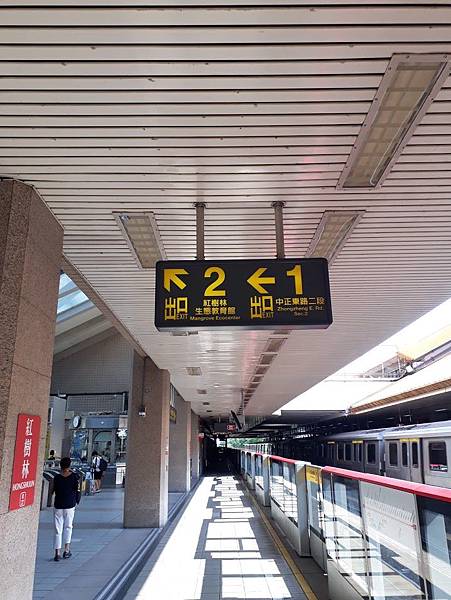 2
出口
EXIT
紅樹林
生態教育館
Mangrove Ecocenter
1
出口
EXIT
中正東路二段
Zhongzheng E. Rd.
Sec.2
紅樹林
HONGSHULIN